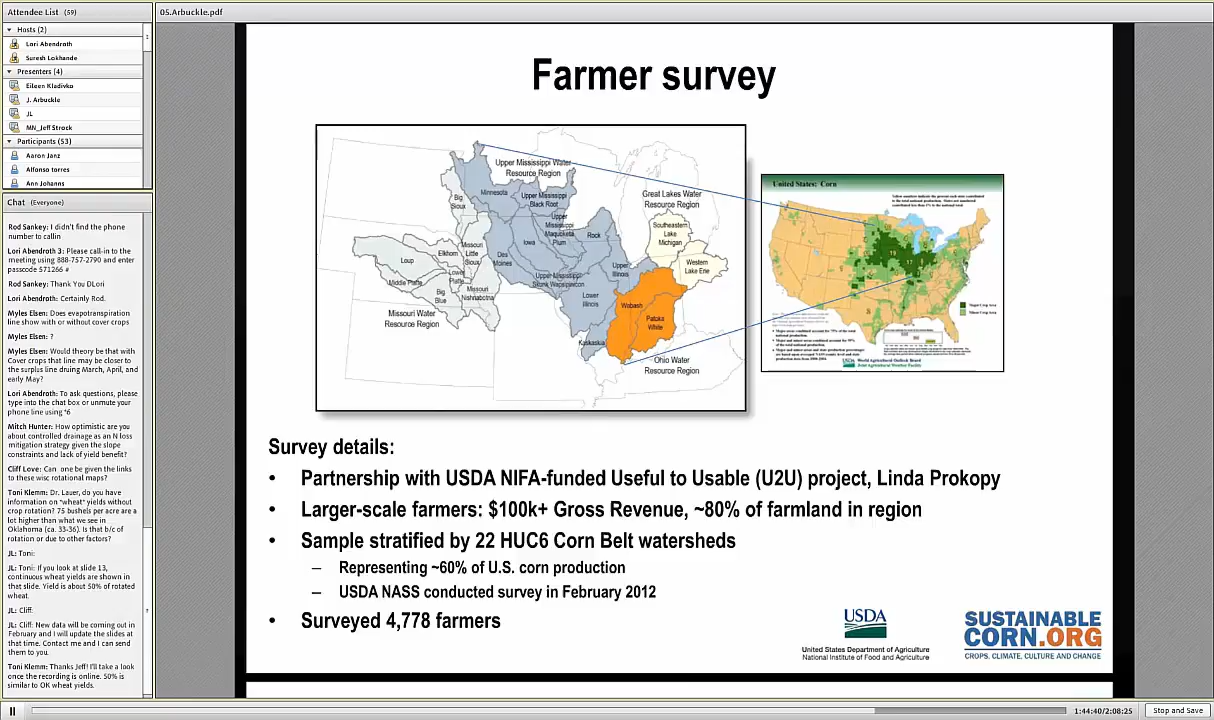 Attendee List (59)
Hosts (2)
Lori Abendroth
Suresh Lokhande
Presenters (4)
Eileen Kladivko
J. Arbuckle
JL
MN_Jeff Strock
Participants (53)
Aaron Janz
Alfonso torres
Ann Johanns
Chat (Everyone)
Rod Sankey: I didn't find the phone
number to callin
Lori Abendroth 3: Please call-in to the
meeting using 888-757-2790 and enter
passcode 571266 #
Rod Sankey: Thank You DLori
Lori Abendroth: Certainly Rod.
Myles Elsen: Does evapotranspiration
line show with or without cover crops
Myles Elsen: ?
Myles Elsen: Would theory be that with
Cover crops that line may be closer to
the surplus line druing March, April, and
early May?
Lori Abendroth: To ask questions, please
type into the chat box or unmute your
phone line using *6
Mitch Hunter: How optimistic are you
about controlled drainage as an N loss
mitigation strategy given the slope
constraints and lack of yield benefit?
Cliff Love: Can one be given the links
to these wisc rotational maps?
Toni Klemm: Dr. Lauer, do you have
information on "wheat" yields without
crop rotation? 75 bushels per acre are a
lot higher than what we see in
Oklahoma (ca. 33-36). Is that b/c of
rotation or due to other factors?
JL: Toni:
JL: Toni: If you look at slide 13,
continuous wheat yields are shown in
that slide. Yield is about 50% of rotated
wheat.
JL: Cliff:
JL: Cliff: New data will be coming out in
February and I will update the slides at
that time. Contact me and I can send
them to you.
Toni Klemm: Thanks Jeff! I'll take a look
once the recording is online. 50% is
similar to OK wheat yields.
05.Arbuckle.pdf
Farmer survey
Upper Mississippi Water
Resource Region
Great Lakes Water
Resource Region
Minnesota
Upper Mississippi
Black Root
Big
Sioux
Upper
Mississippi
Maquoketa
Plum
Southeastern
Lake
Michigan
Rock
Iowa
Missouri
Little
Sioux
Western
Lake Erie
Loup
Elkhorn
Des
Moines
Upper
Illinois
Middle Platte
Lower
Platte
Upper Mississippi
Skunk Wapsipinicon
Big
Blue
Missouri
Nishnabotna
Lower
Illinois
Wabash
Patoka
White
Missouri Water
Resource Region
Kaskaskia
Ohio Water
Resource Region
United States: Corn
Major Crop Area
Minor Crop Area
USDA World Agricultural Outlook Board
Joint Agricultural Weather Facility
Survey details:
• Partnership with USDA NIFA-funded Useful to Usable (U2U) project, Linda Prokopy
• Larger-scale farmers: $100k+ Gross Revenue, ~80% of farmland in region
• Sample stratified by 22 HUC6 Corn Belt watersheds
– Representing ~60% of U.S. corn production
– USDA NASS conducted survey in February 2012
• Surveyed 4,778 farmers
USDA
United States Department of Agriculture
National Institute of Food and Agriculture
SUSTAINABLE
CORN.ORG
CROPS, CLIMATE, CULTURE AND CHANGE
1:44:40/2:08:25
Stop and Save